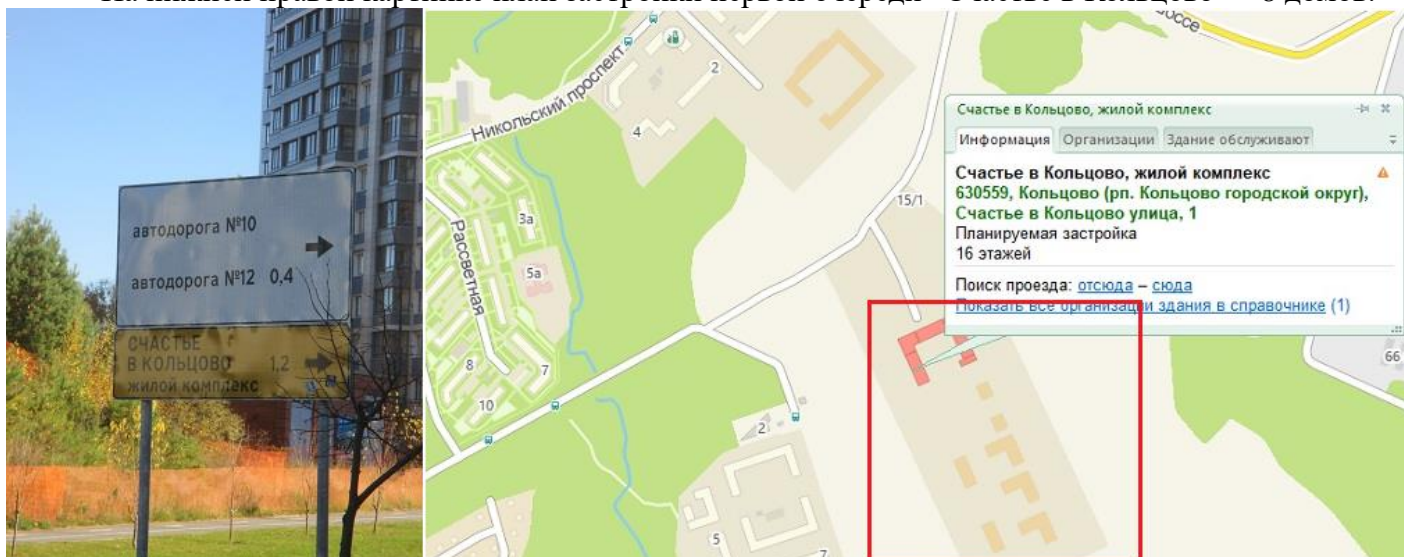 автодорога №10
автодорога №12 0,4
СЧАСТЬЕ
В КОЛЬЦОВО 1,2
жилой комплекс
Никольский проспект
2
4
3а
Рассветная
5а
8
7
10
15/1
2
5
7
66
Счастье в Кольцово, жилой комплекс
Информация Организации Здание обслуживают
Счастье в Кольцово, жилой комплекс
630559, Кольцово (рп. Кольцово городской округ),
Счастье в Кольцово улица, 1
Планируемая застройка
16 этажей
Поиск проезда: отсюда – сюда
Показать все организации здания в справочнике (1)